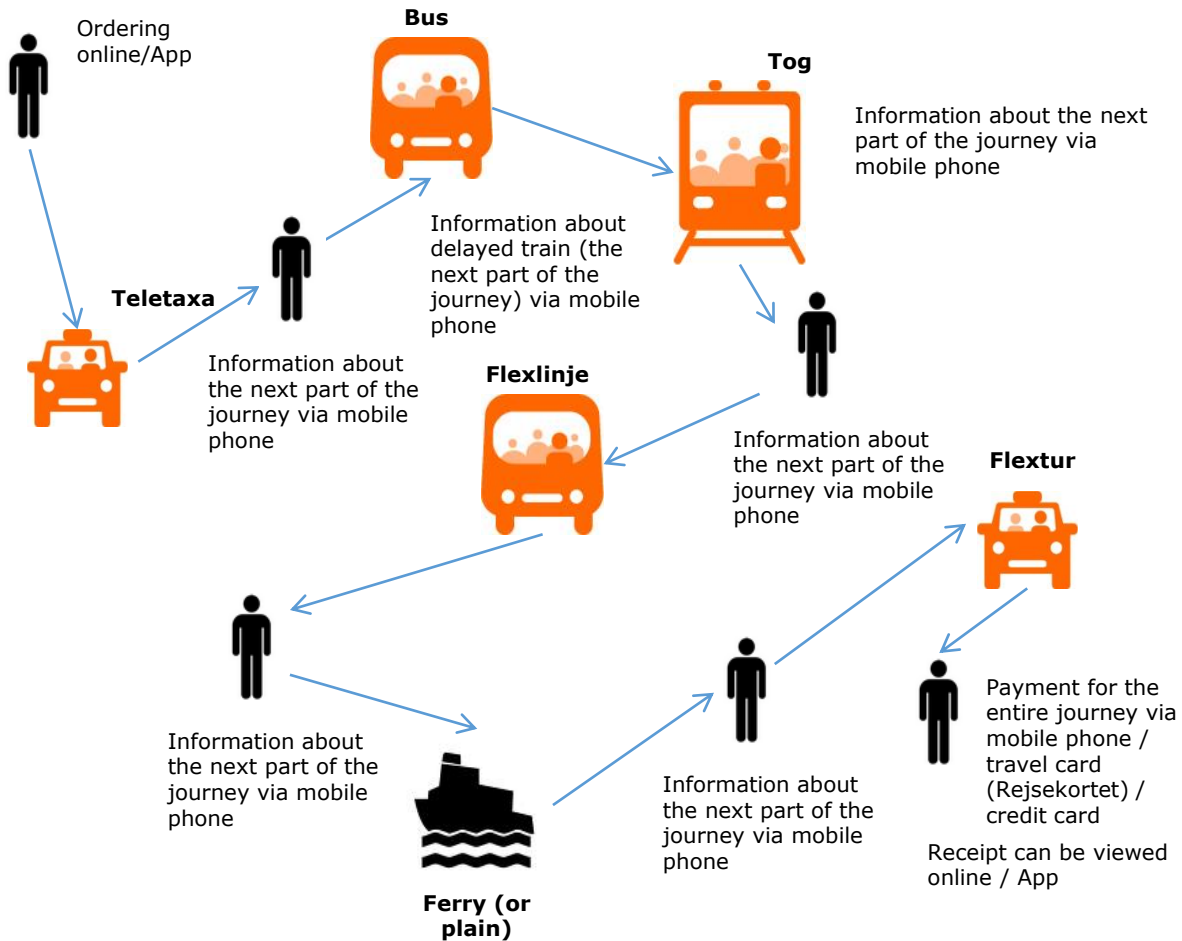 Ordering
online/App
Bus
Tog
Information about the next
part of the journey via
mobile phone
Teletaxa
Information about
delayed train (the
next part of the
journey) via mobile
phone
Information about
the next part of the
journey via mobile
phone
Flexlinje
Information about
the next part of the
journey via mobile
phone
Flextur
Information about
the next part of the
journey via mobile
phone
Ferry (or
plain)
Information about
the next part of the
journey via mobile
phone
Payment for the
entire journey via
mobile phone /
travel card
(Rejsekortet) /
credit card
Receipt can be viewed
online / App